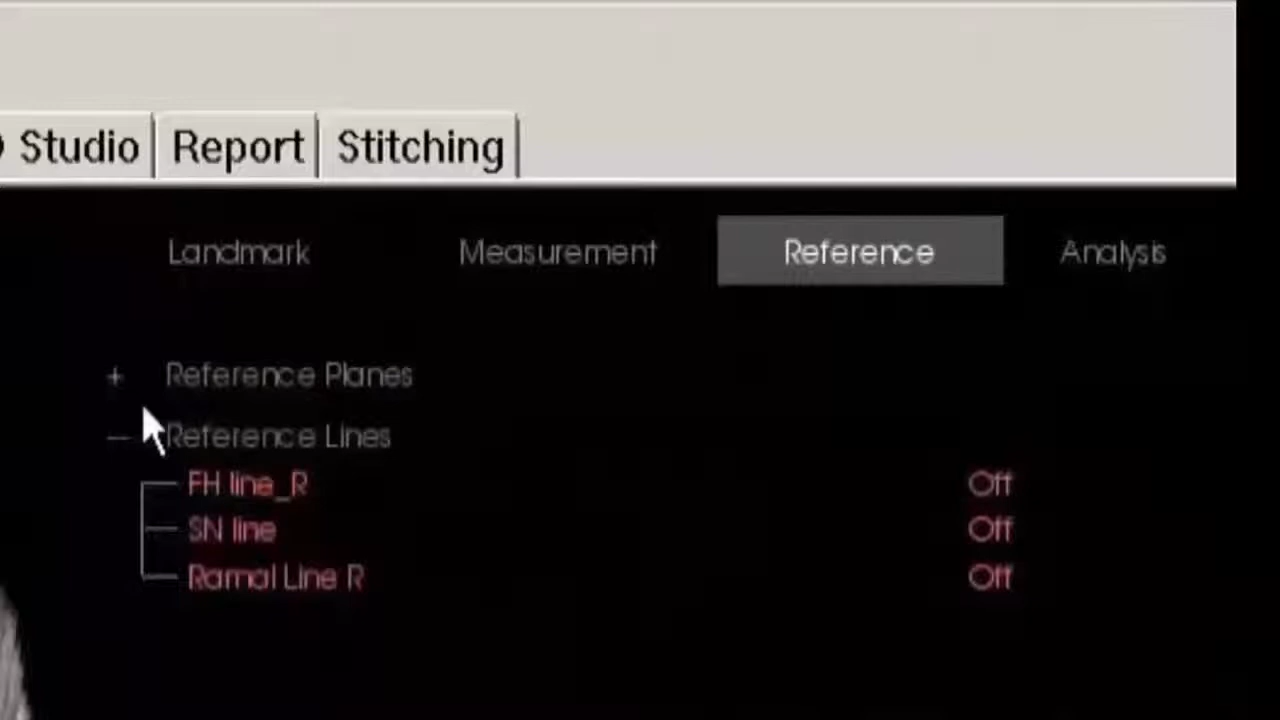 Studio Report Stitching
Landmark Measurement Reference Analysis
+ Reference Planes
– Reference Lines
FH line_R Off
SN line Off
Ramal Line R Off